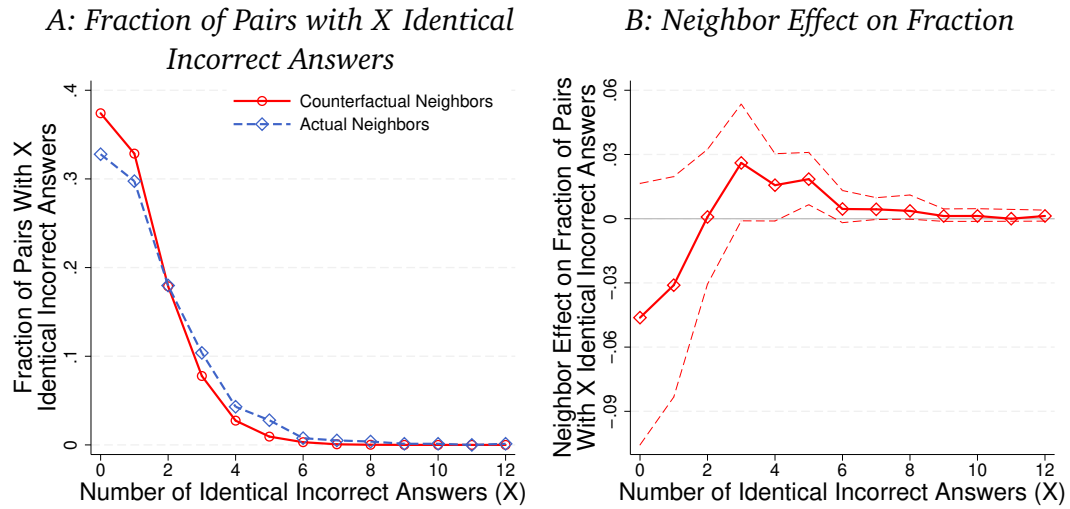 A: Fraction of Pairs with X Identical
Incorrect Answers
Fraction of Pairs With X
Identical Incorrect Answers
.4
.3
.2
.1
0
Counterfactual Neighbors
Actual Neighbors
0 2 4 6 8 10 12
Number of Identical Incorrect Answers (X)
B: Neighbor Effect on Fraction
Neighbor Effect on Fraction of Pairs
With X Identical Incorrect Answers
.06
.03
0
-.03
-.06
-.09
0 2 4 6 8 10 12
Number of Identical Incorrect Answers (X)